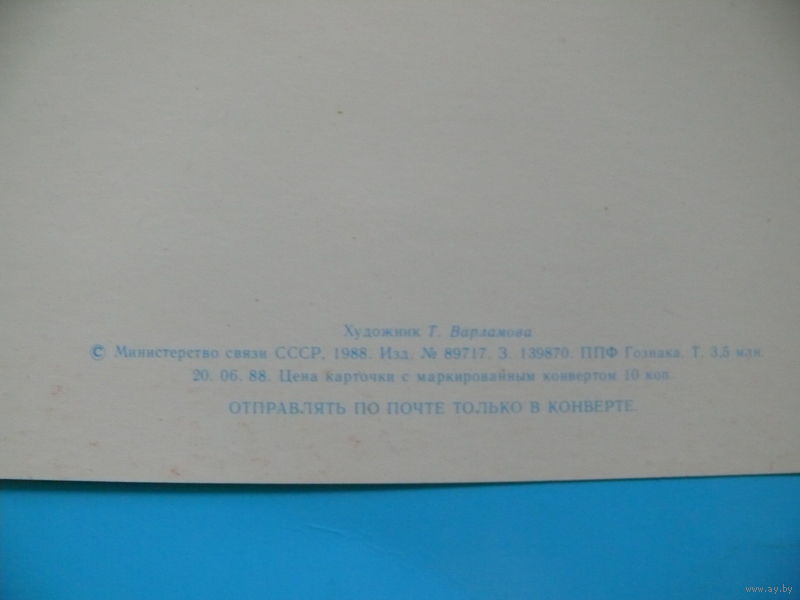 Художник Т. Варламова
© Министерство связи СССР, 1988. Изд. № 89717. З. 139870. ППФ Гознака. Т. 3,5 млн.
20. 06. 88. Цена карточки с маркированным конвертом 10 коп.
ОТПРАВЛЯТЬ ПО ПОЧТЕ ТОЛЬКО В КОНВЕРТЕ.
www.ay.by